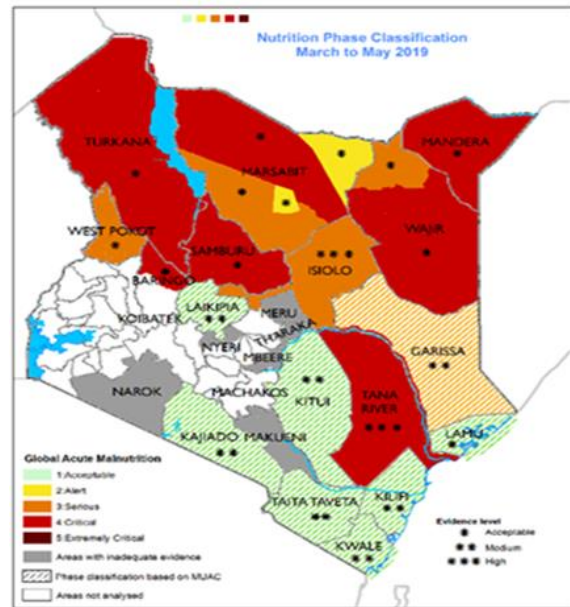 Nutrition Phase Classification
March to May 2019
TURKANA
MARSABIT
MANDERA
WAJIR
WEST POKOT
SAMBURU
ISIOLO
BARINGO
LAIKIPIA
KOIBATEK
MERU
THARAKA
NYERI
MBEERE
GARISSA
NAROK
MACHAKOS
KITUI
TANA
RIVER
KAJIADO
MAKUENI
LAMU
TAITA TAVETA
KILIFI
KWALE
Global Acute Malnutrition
1:Acceptable
2:Alert
3:Serious
4:Critical
5:Extremely Critical
Areas with inadequate evidence
Phase classification based on MUAC
Areas not analysed
Evidence level
Acceptable
Medium
High